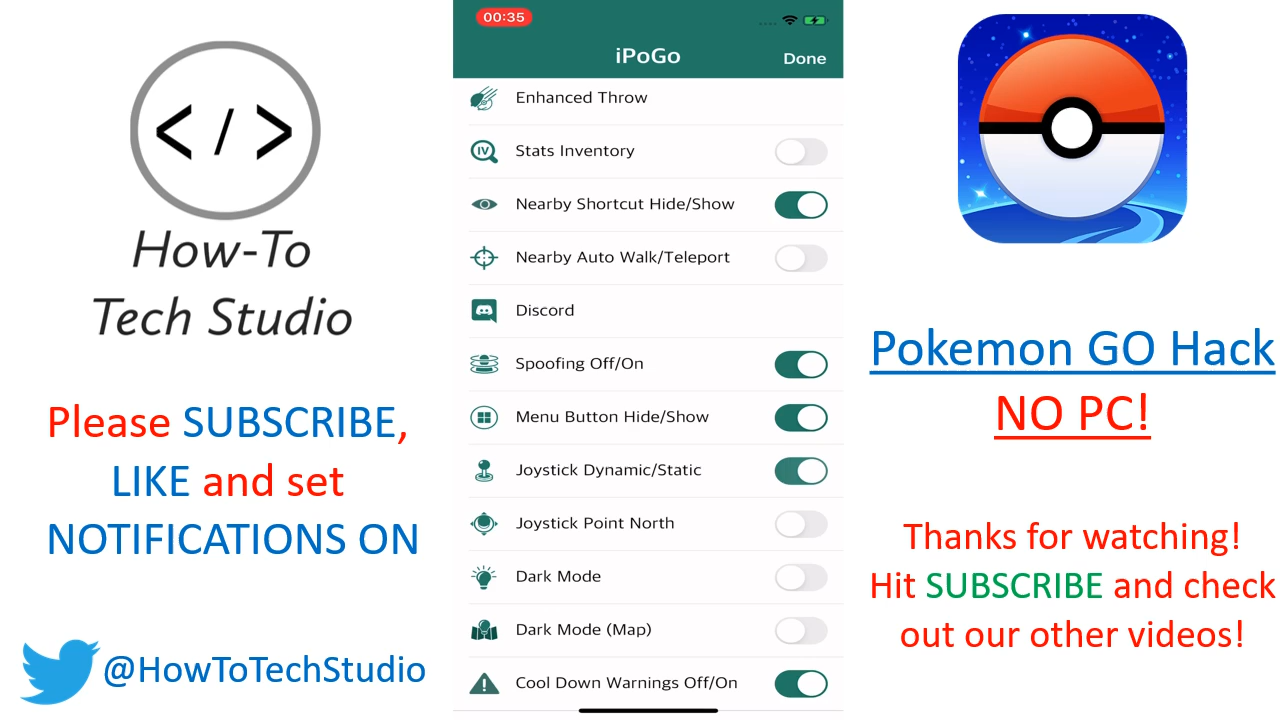 < / >
How-To
Tech Studio
Please SUBSCRIBE,
LIKE and set
NOTIFICATIONS ON
@HowToTechStudio
00:35
iPoGo
Done
Enhanced Throw
IV
Stats Inventory
Nearby Shortcut Hide/Show
Nearby Auto Walk/Teleport
Discord
Spoofing Off/On
Menu Button Hide/Show
Joystick Dynamic/Static
Joystick Point North
Dark Mode
Dark Mode (Map)
Cool Down Warnings Off/On
Pokemon GO Hack
NO PC!
Thanks for watching!
Hit SUBSCRIBE and check
out our other videos!